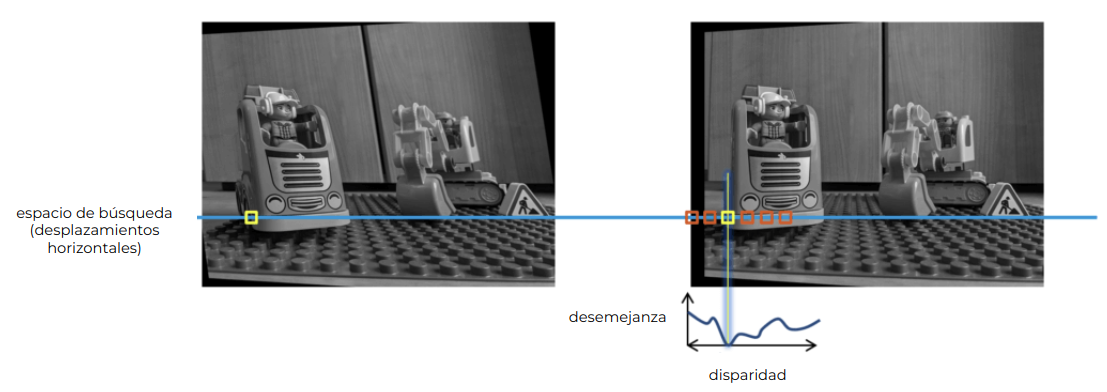 espacio de búsqueda
(desplazamientos
horizontales)
desemejanza
disparidad